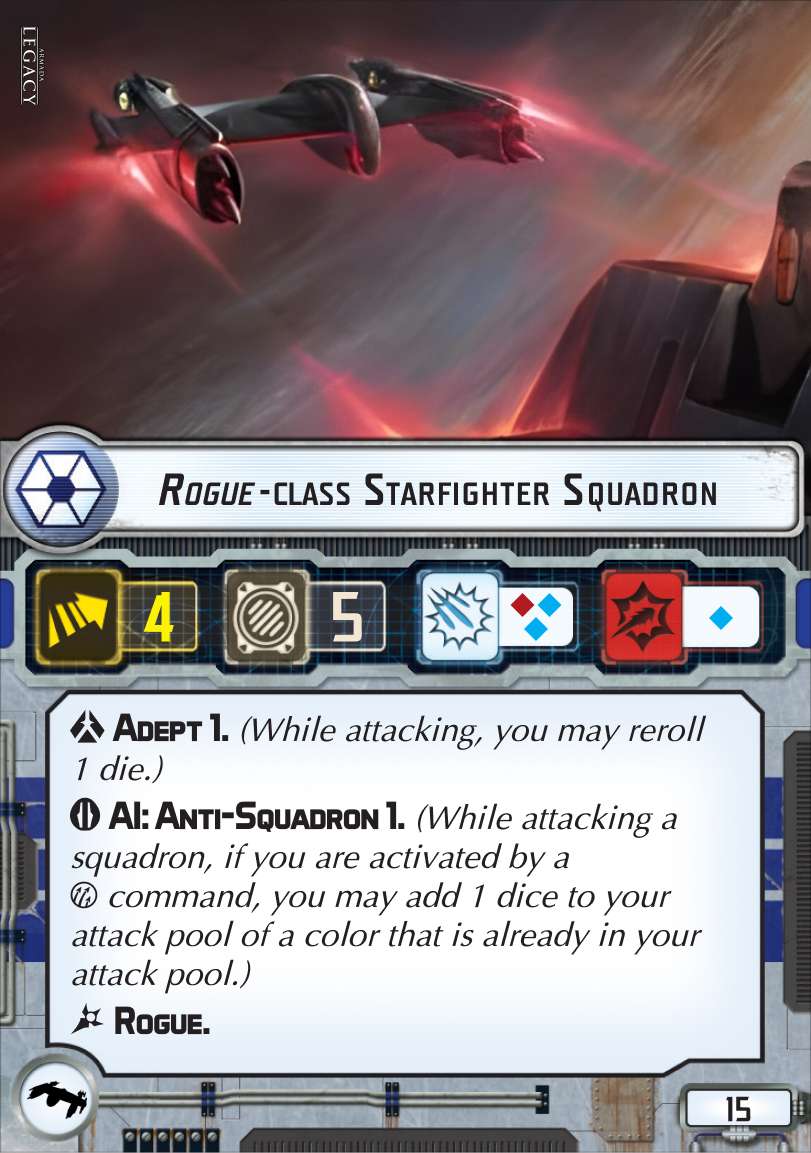 ARMADA
LEGACY
ROGUE-CLASS STARFIGHTER SQUADRON
4 5
ADEPT 1. (While attacking, you may reroll
1 die.)
AI: ANTI-SQUADRON 1. (While attacking a
squadron, if you are activated by a
command, you may add 1 dice to your
attack pool of a color that is already in your
attack pool.)
ROGUE.
15